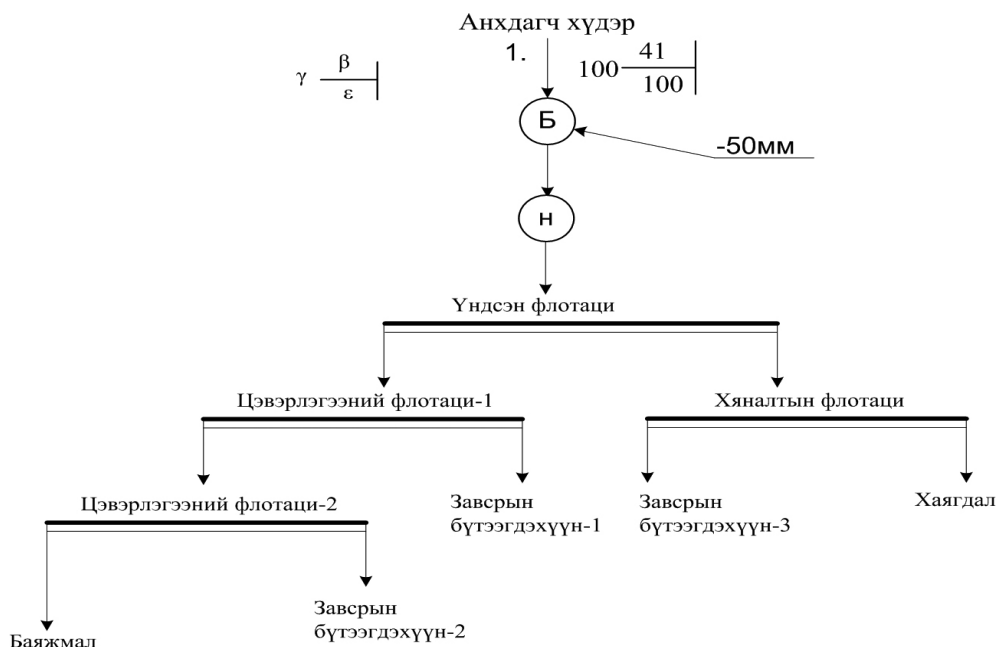 Анхдагч хүдэр
1.
γ β ε
100 41 100
Б
-50мм
н
Үндсэн флотаци
Цэвэрлэгээний флотаци-1
Хяналтын флотаци
Цэвэрлэгээний флотаци-2
Завсрын
бүтээгдэхүүн-1
Завсрын
бүтээгдэхүүн-3
Хаягдал
Баяжмал
Завсрын
бүтээгдэхүүн-2